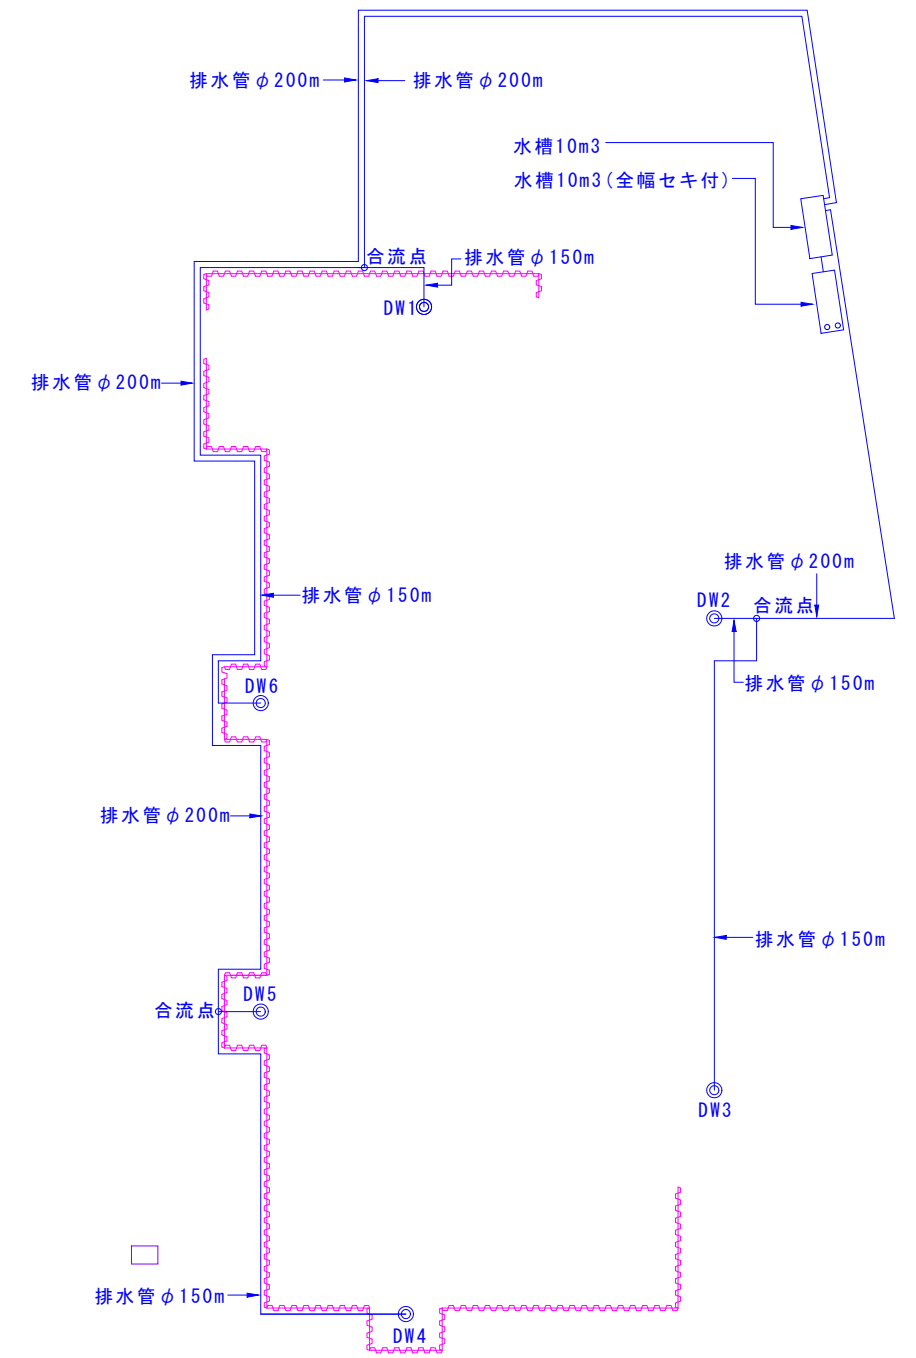 排水管φ200m
排水管φ200m
水槽10m3
水槽10m3(全幅セキ付)
合流点
排水管φ150m
DW1
排水管φ200m
排水管φ200m
排水管φ150m
DW2
合流点
DW6
排水管φ150m
排水管φ200m
排水管φ150m
DW5
合流点
DW3
排水管φ150m
DW4